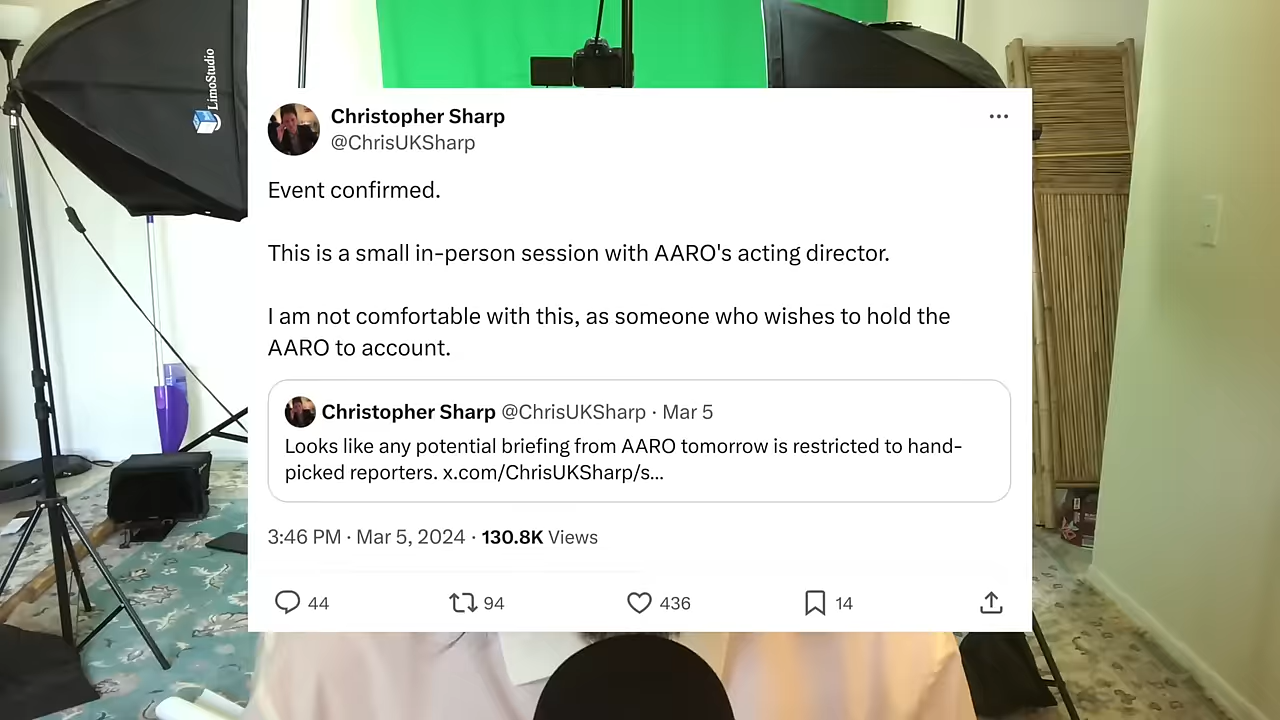 LimoStudio
Christopher Sharp
@ChrisUKSharp
Event confirmed.
This is a small in-person session with AARO's acting director.
I am not comfortable with this, as someone who wishes to hold the
AARO to account.
Christopher Sharp @ChrisUKSharp · Mar 5
Looks like any potential briefing from AARO tomorrow is restricted to hand-
picked reporters. x.com/ChrisUKSharp/s...
3:46 PM · Mar 5, 2024 · 130.8K Views
44 94 436 14